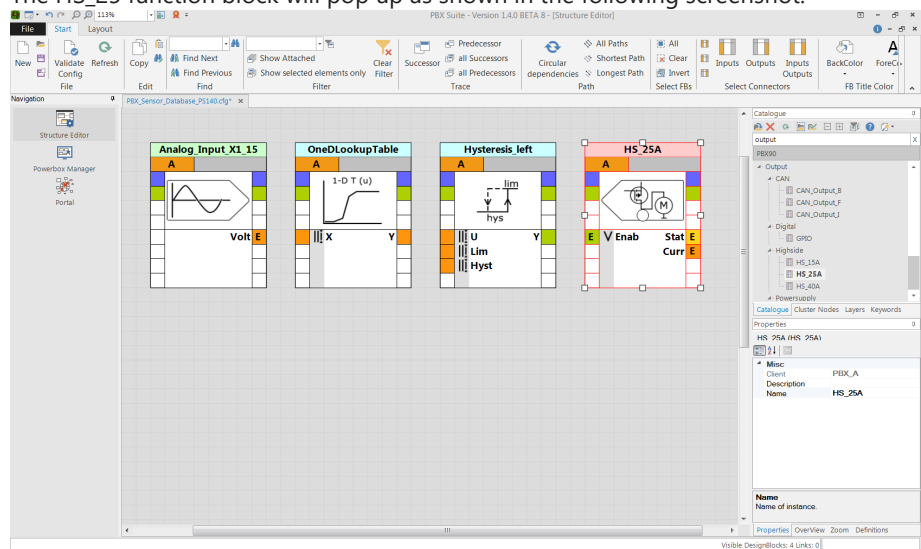 The HS_25 function block will pop up as shown in the following screenshot.
113%
PBX Suite - Version 1.4.0 BETA 8 - [Structure Editor]
File Start Layout
New Validate Config Refresh
File
Copy
Edit
Find Next
Find Previous
Find
Show Attached
Show selected elements only
Clear Filter
Filter
Successor
Predecessor
all Successors
all Predecessors
Trace
Circular dependencies
All Paths
Shortest Path
Longest Path
Path
All
Clear
Invert
Select FBs
Inputs Outputs Inputs Outputs
Select Connectors
BackColor ForeCo
FB Title Color
Navigation
Structure Editor
Powerbox Manager
Portal
PBX_Sensor_Database_PS140.cfg* x
Analog_Input_X1_15
A
Volt E
OneDLookupTable
A
1-D T (u)
X Y
Hysteresis_left
A
lim
hys
U Y
Lim
Hyst
HS_25A
A
M
E V Enab Stat E
Curr E
Catalogue
output X
PBX90
Output
CAN
CAN_Output_B
CAN_Output_F
CAN_Output_I
Digital
GPIO
Highside
HS_15A
HS_25A
HS_40A
Powersupply
Catalogue Cluster Nodes Layers Keywords
Properties
HS_25A (HS_25A)
Misc
Client PBX_A
Description
Name HS_25A
Name
Name of instance.
Properties OverView Zoom Definitions
Visible DesignBlocks: 4 Links: 0